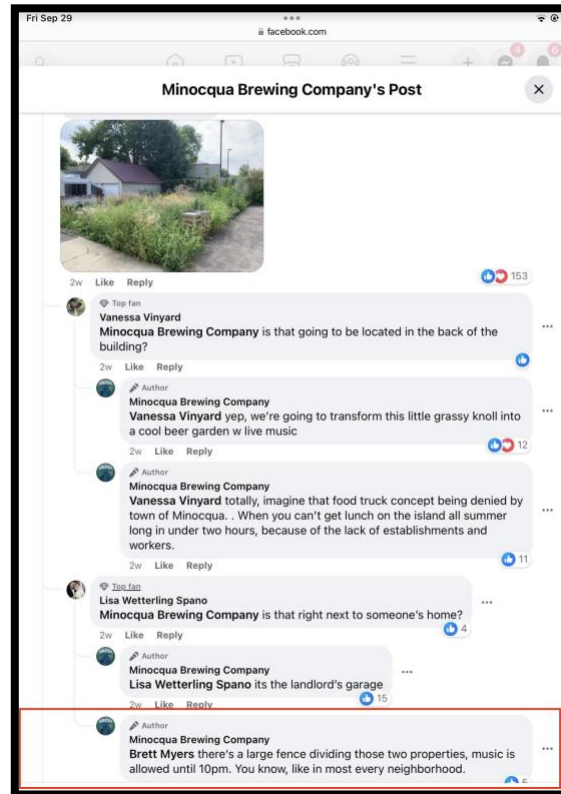 Fri Sep 29
facebook.com
4
6
Minocqua Brewing Company's Post
2w Like Reply
153
Top fan
Vanessa Vinyard
Minocqua Brewing Company is that going to be located in the back of the
building?
2w Like Reply
Author
Minocqua Brewing Company
Vanessa Vinyard yep, we're going to transform this little grassy knoll into
a cool beer garden w live music
2w Like Reply
12
Author
Minocqua Brewing Company
Vanessa Vinyard totally, imagine that food truck concept being denied by
town of Minocqua. . When you can't get lunch on the island all summer
long in under two hours, because of the lack of establishments and
workers.
2w Like Reply
11
Top fan
Lisa Wetterling Spano
Minocqua Brewing Company is that right next to someone's home?
2w Like Reply
4
Author
Minocqua Brewing Company
Lisa Wetterling Spano its the landlord's garage
2w Like Reply
15
Author
Minocqua Brewing Company
Brett Myers there's a large fence dividing those two properties, music is
allowed until 10pm. You know, like in most every neighborhood.
5